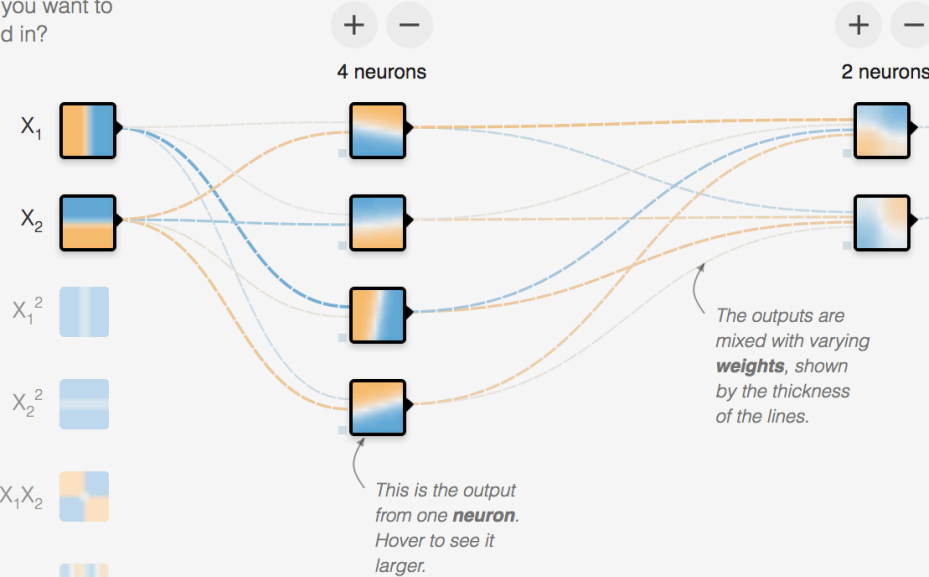 you want to
d in?
+ −
+ −
4 neurons
2 neurons
X₁
X₂
X₁²
X₂²
X₁X₂
The outputs are
mixed with varying
weights, shown
by the thickness
of the lines.
This is the output
from one neuron.
Hover to see it
larger.